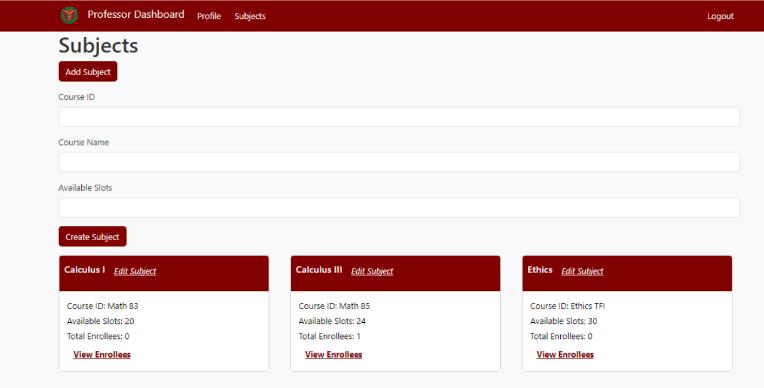 Professor Dashboard Profile Subjects Logout
Subjects
Add Subject
Course ID
Course Name
Available Slots
Create Subject
Calculus I Edit Subject
Course ID: Math 83
Available Slots: 20
Total Enrollees: 0
View Enrollees
Calculus III Edit Subject
Course ID: Math 85
Available Slots: 24
Total Enrollees: 1
View Enrollees
Ethics Edit Subject
Course ID: Ethics TFI
Available Slots: 30
Total Enrollees: 0
View Enrollees